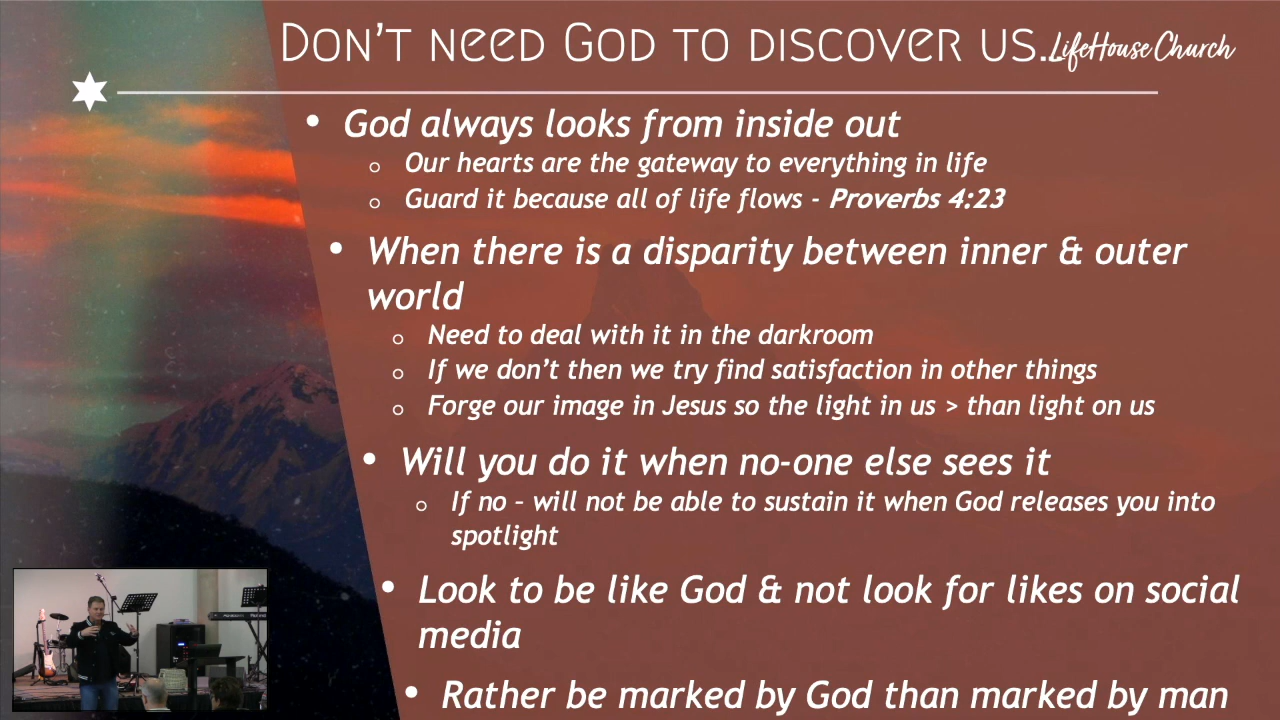 Don't need God to discover us...
LifeHouse Church
• God always looks from inside out
o Our hearts are the gateway to everything in life
o Guard it because all of life flows - Proverbs 4:23
• When there is a disparity between inner & outer
world
o Need to deal with it in the darkroom
o If we don't then we try find satisfaction in other things
o Forge our image in Jesus so the light in us > than light on us
• Will you do it when no-one else sees it
o If no – will not be able to sustain it when God releases you into
spotlight
• Look to be like God & not look for likes on social
media
• Rather be marked by God than marked by man